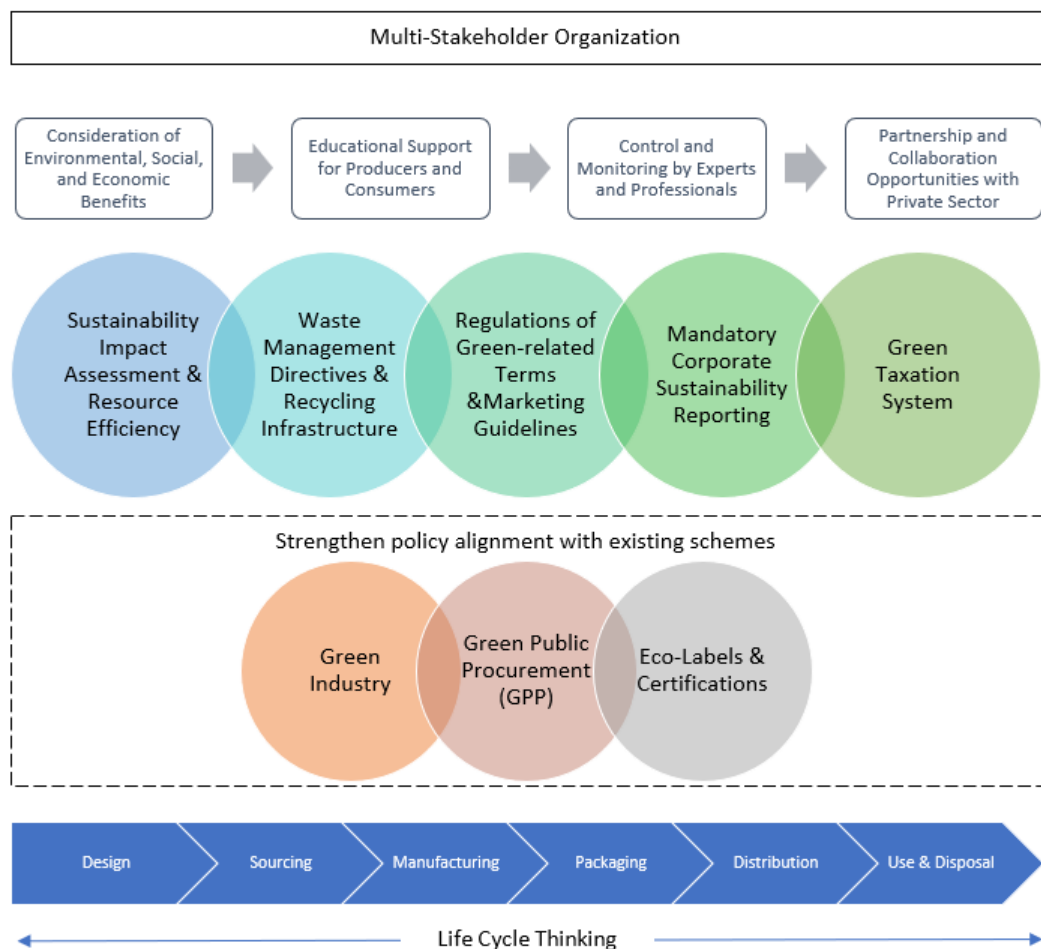 Multi-Stakeholder Organization
Consideration of
Environmental, Social,
and Economic
Benefits
Educational Support
for Producers and
Consumers
Control and
Monitoring by Experts
and Professionals
Partnership and
Collaboration
Opportunities with
Private Sector
Sustainability
Impact
Assessment &
Resource
Efficiency
Waste
Management
Directives &
Recycling
Infrastructure
Regulations of
Green-related
Terms
&Marketing
Guidelines
Mandatory
Corporate
Sustainability
Reporting
Green
Taxation
System
Strengthen policy alignment with existing schemes
Green
Industry
Green Public
Procurement
(GPP)
Eco-Labels &
Certifications
Design
Sourcing
Manufacturing
Packaging
Distribution
Use & Disposal
Life Cycle Thinking